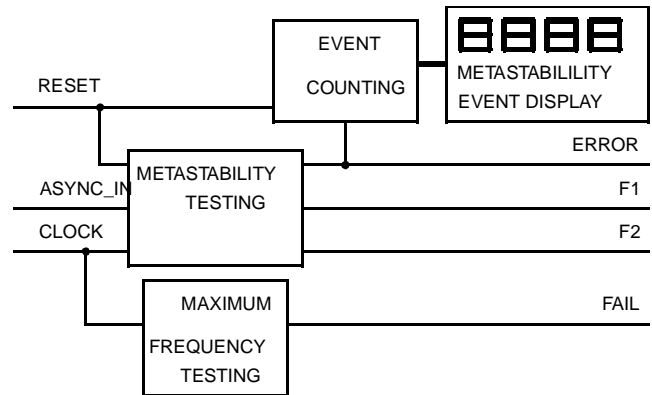 EVENT
COUNTING
8888
METASTABILILITY
EVENT DISPLAY
RESET
ERROR
METASTABILITY
TESTING
ASYNC_IN
F1
CLOCK
F2
MAXIMUM
FREQUENCY
TESTING
FAIL